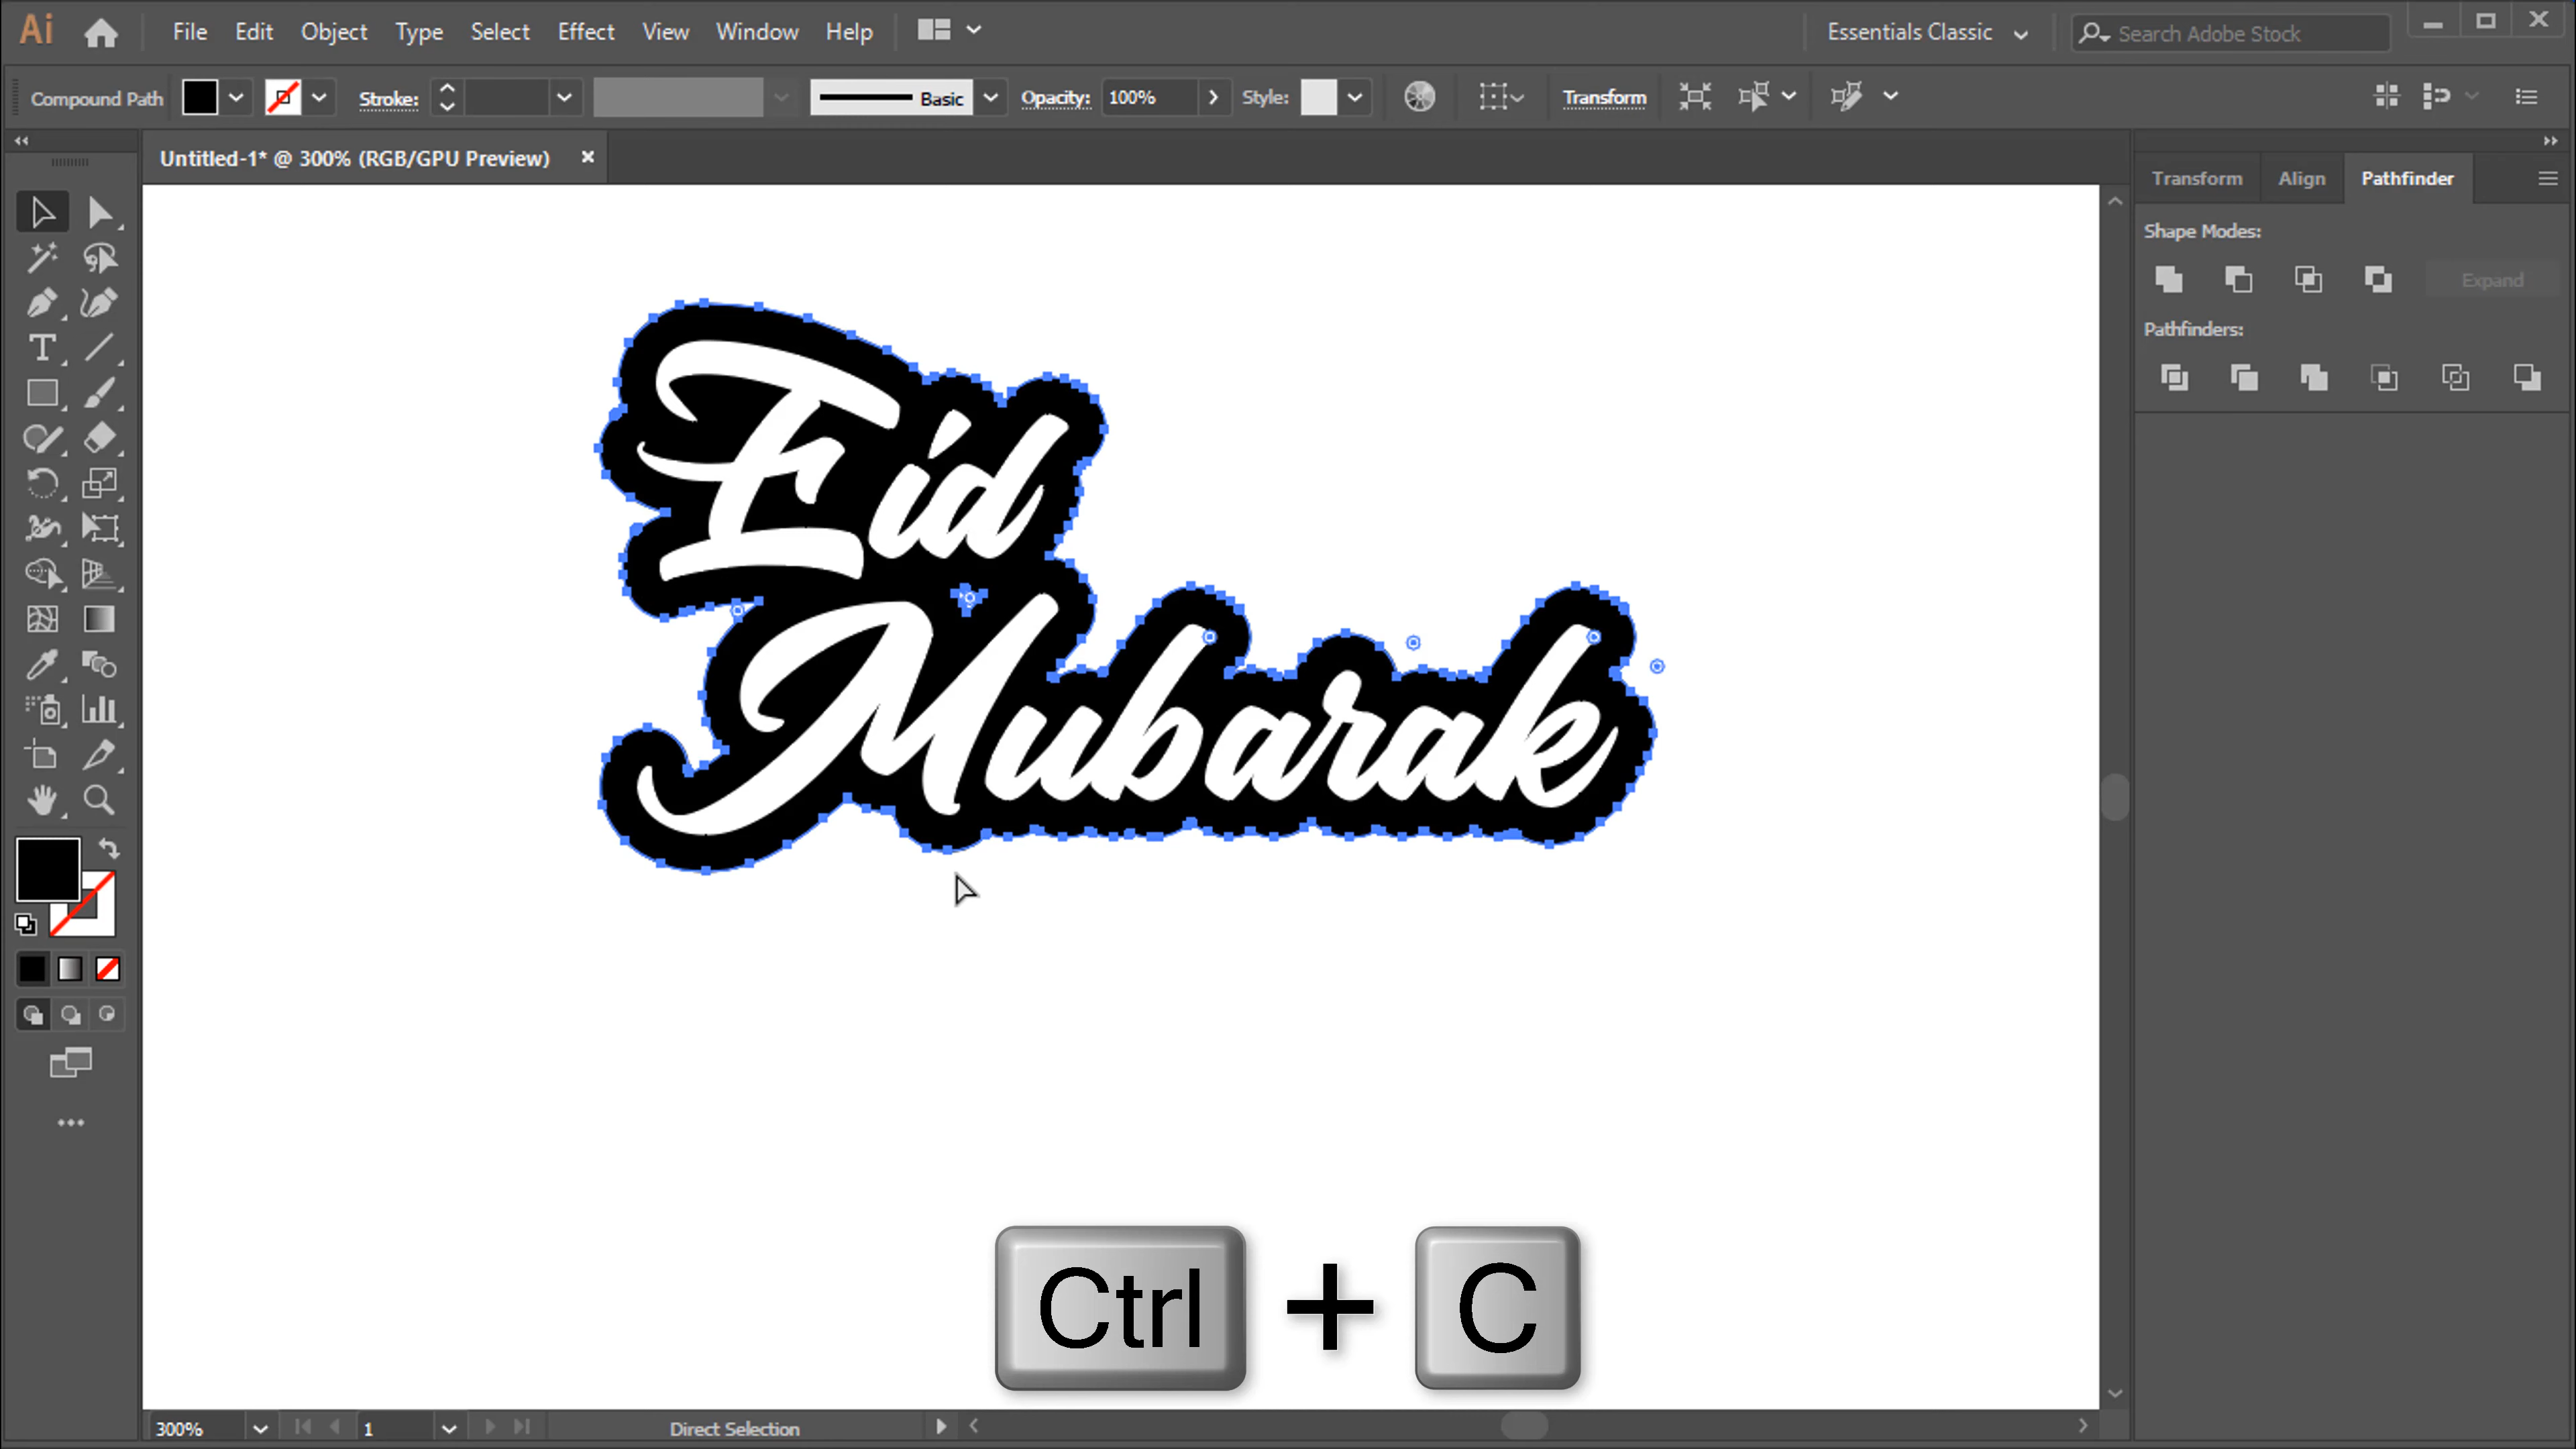 Ai File Edit Object Type Select Effect View Window Help Essentials Classic Search Adobe Stock
Compound Path Stroke: Basic Opacity: 100% Style: Transform
Untitled-1* @ 300% (RGB/GPU Preview) ×
Transform Align Pathfinder
Shape Modes:
Expand
Pathfinders:
Eid
Mubarak
Ctrl + C
300% 1 Direct Selection